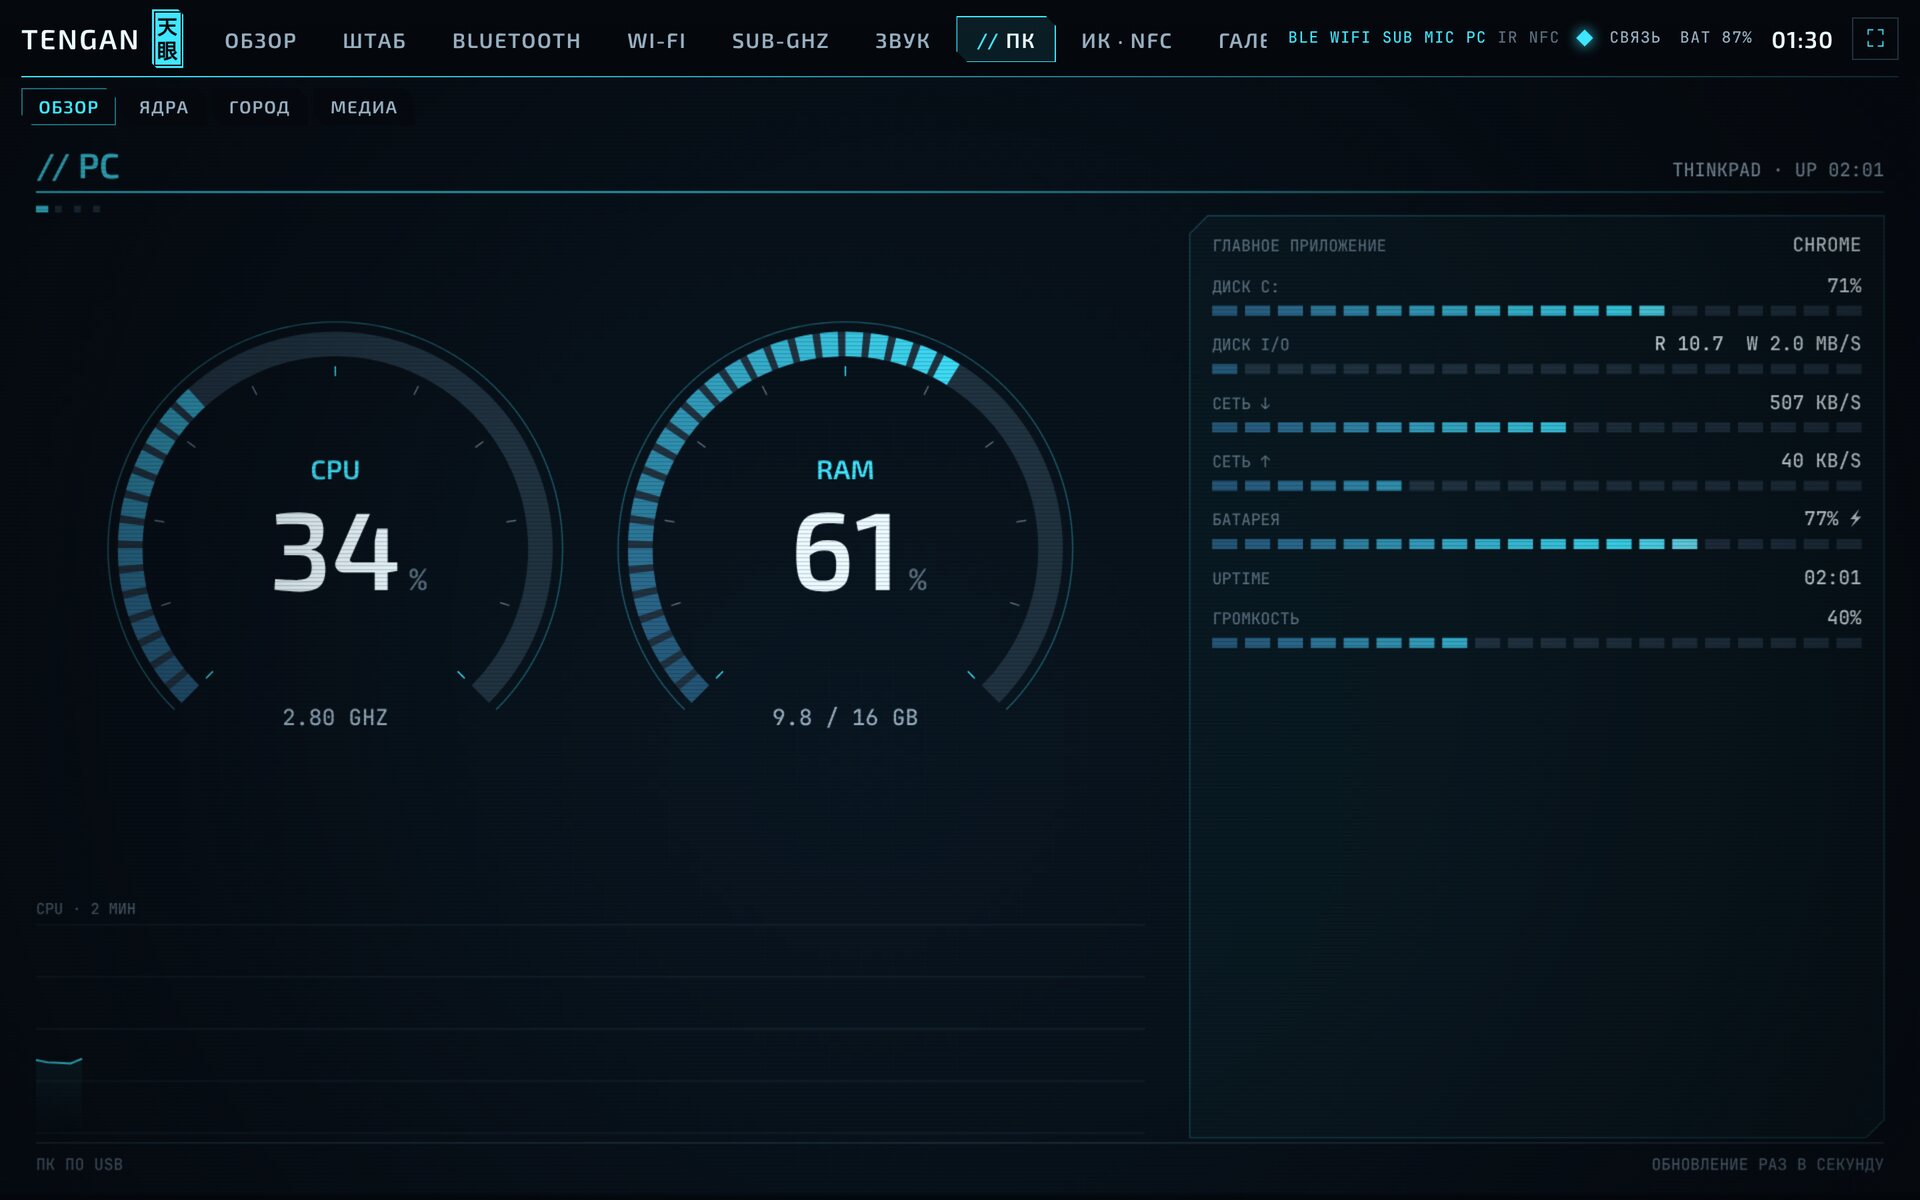 TENGAN 天眼 ОБЗОР ШТАБ BLUETOOTH WI-FI SUB-GHZ ЗВУК // ПК ИК · NFC ГАЛЕ BLE WIFI SUB MIC PC IR NFC СВЯЗЬ BAT 87% 01:30
ОБЗОР ЯДРА ГОРОД МЕДИА
// PC THINKPAD · UP 02:01
ГЛАВНОЕ ПРИЛОЖЕНИЕ CHROME
ДИСК C: 71%
ДИСК I/O R 10.7 W 2.0 MB/S
СЕТЬ ↓ 507 KB/S
СЕТЬ ↑ 40 KB/S
БАТАРЕЯ 77% ⚡
UPTIME 02:01
ГРОМКОСТЬ 40%
CPU
34 %
2.80 GHZ
RAM
61 %
9.8 / 16 GB
CPU · 2 МИН
ПК ПО USB ОБНОВЛЕНИЕ РАЗ В СЕКУНДУ